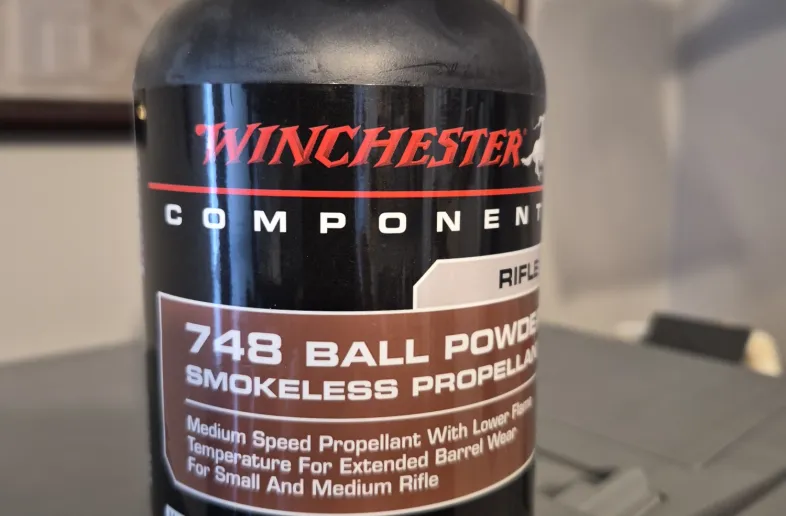 WINCHESTER
COMPONENT
RIFLE
748 BALL POWDE
SMOKELESS PROPELLAN
Medium Speed Propellant With Lower Flame
Temperature For Extended Barrel Wear
For Small And Medium Rifle